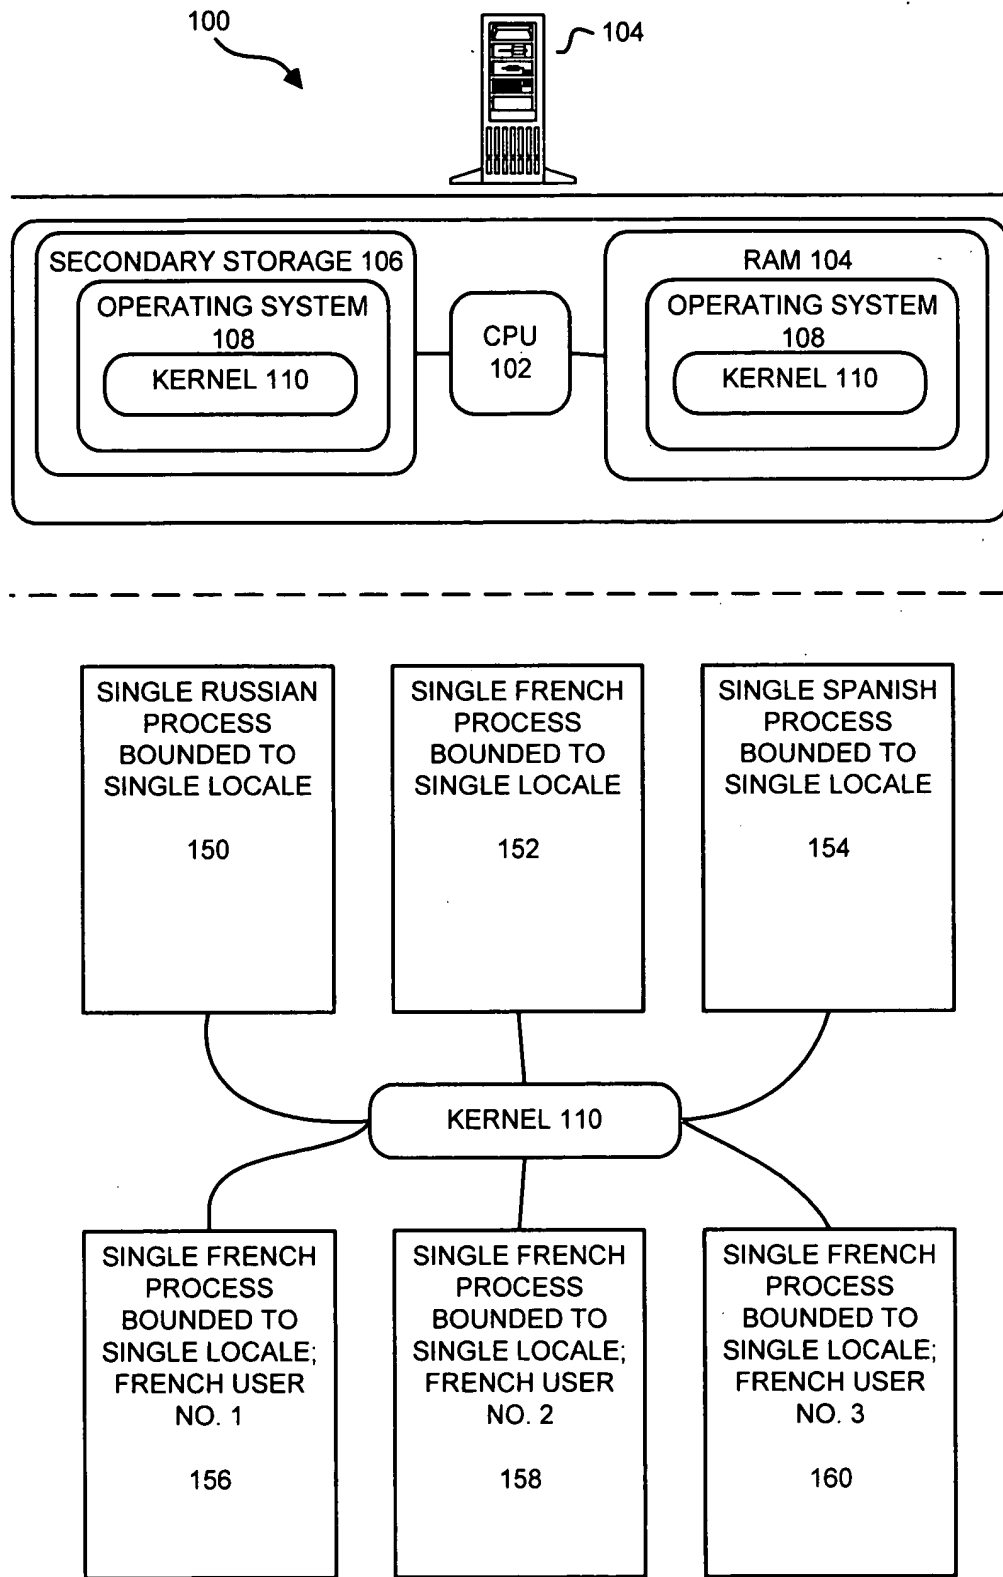 100
104
SECONDARY STORAGE 106
OPERATING SYSTEM
108
KERNEL 110
CPU
102
RAM 104
OPERATING SYSTEM
108
KERNEL 110
SINGLE RUSSIAN
PROCESS
BOUNDED TO
SINGLE LOCALE
150
SINGLE FRENCH
PROCESS
BOUNDED TO
SINGLE LOCALE
152
SINGLE SPANISH
PROCESS
BOUNDED TO
SINGLE LOCALE
154
KERNEL 110
SINGLE FRENCH
PROCESS
BOUNDED TO
SINGLE LOCALE;
FRENCH USER
NO. 1
156
SINGLE FRENCH
PROCESS
BOUNDED TO
SINGLE LOCALE;
FRENCH USER
NO. 2
158
SINGLE FRENCH
PROCESS
BOUNDED TO
SINGLE LOCALE;
FRENCH USER
NO. 3
160